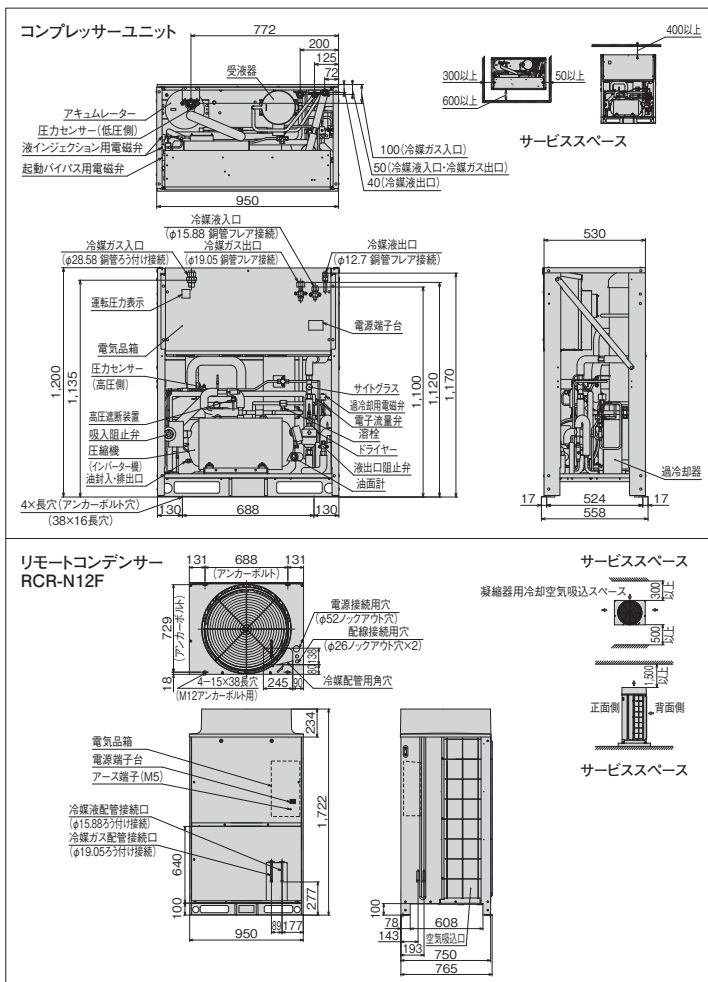 コンプレッサーユニット
772
200
125
72
受液器
アキュムレーター
圧力センサー(低圧側)
液インジェクション用電磁弁
起動バイパス用電磁弁
100(冷媒ガス入口)
50(冷媒液入口・冷媒ガス出口)
40(冷媒液出口)
950
400以上
300以上
50以上
600以上
サービススペース
冷媒液入口
(φ15.88 銅管フレア接続)
冷媒ガス入口
(φ28.58 銅管ろう付け接続)
冷媒ガス出口
(φ19.05 銅管フレア接続)
冷媒液出口
(φ12.7 銅管フレア接続)
運転圧力表示
電源端子台
電気品箱
圧力センサー
(高圧側)
サイトグラス
過冷却用電磁弁
電子流量弁
高圧遮断装置
溶栓
吸入阻止弁
ドライヤー
圧縮機
(インバーター機)
液出口阻止弁
油封入・排出口
油面計
4×長穴(アンカーボルト穴)
(38×16長穴)
1,200
1,135
1,100
1,120
1,170
130
688
130
530
過冷却器
17
524
17
558
リモートコンデンサー
RCR-N12F
131
688
131
(アンカーボルト)
729
(アンカーボルト)
18
電源接続用穴
(φ52ノックアウト穴)
配線接続用穴
(φ26ノックアウト穴×2)
138
80
冷媒配管用角穴
4−15×38長穴
(M12アンカーボルト用)
245
90
サービススペース
凝縮器用冷却空気吸込スペース
300以上
500以上
1,500以上
正面側
背面側
サービススペース
234
電気品箱
電源端子台
アース端子(M5)
冷媒液配管接続口
(φ15.88ろう付け接続)
冷媒ガス配管接続口
(φ19.05ろう付け接続)
1,722
640
277
100
89
177
950
100
78
608
143
空気吸込口
193
750
765